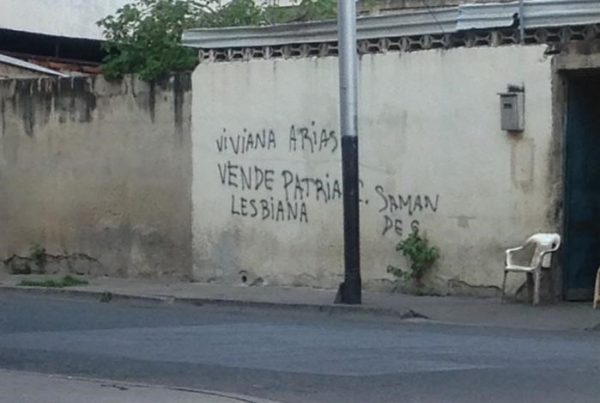 VIVIANA ARIAS
VENDE PATRIA C. SAMAN
LESBIANA DE G